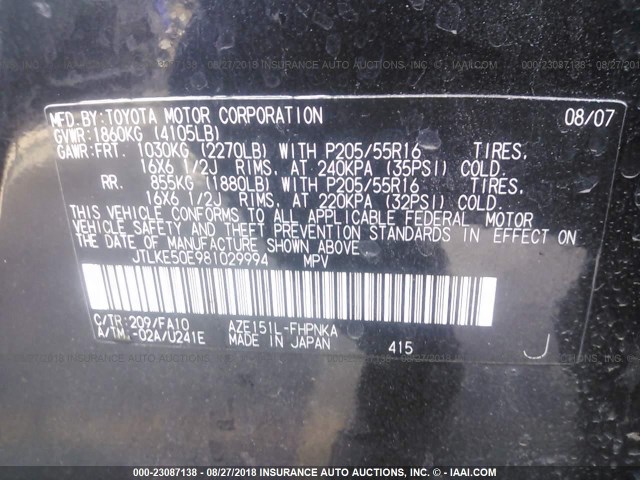 MFD.BY:TOYOTA MOTOR CORPORATION 08/07
GVWR:1860KG (4105LB)
GAWR:FRT. 1030KG (2270LB) WITH P205/55R16 TIRES,
16X6 1/2J RIMS, AT 240KPA (35PSI) COLD.
RR. 855KG (1880LB) WITH P205/55R16 TIRES,
16X6 1/2J RIMS, AT 220KPA (32PSI) COLD.
THIS VEHICLE CONFORMS TO ALL APPLICABLE FEDERAL MOTOR
VEHICLE SAFETY AND THEFT PREVENTION STANDARDS IN EFFECT ON
THE DATE OF MANUFACTURE SHOWN ABOVE.
JTLKE50E981029994 MPV
C/TR:209/FA10 AZE151L-FHPNKA
A/TM:-02A/U241E MADE IN JAPAN 415 J
000-23087138 - 08/27/2018 INSURANCE AUTO AUCTIONS, INC. - IAAI.COM